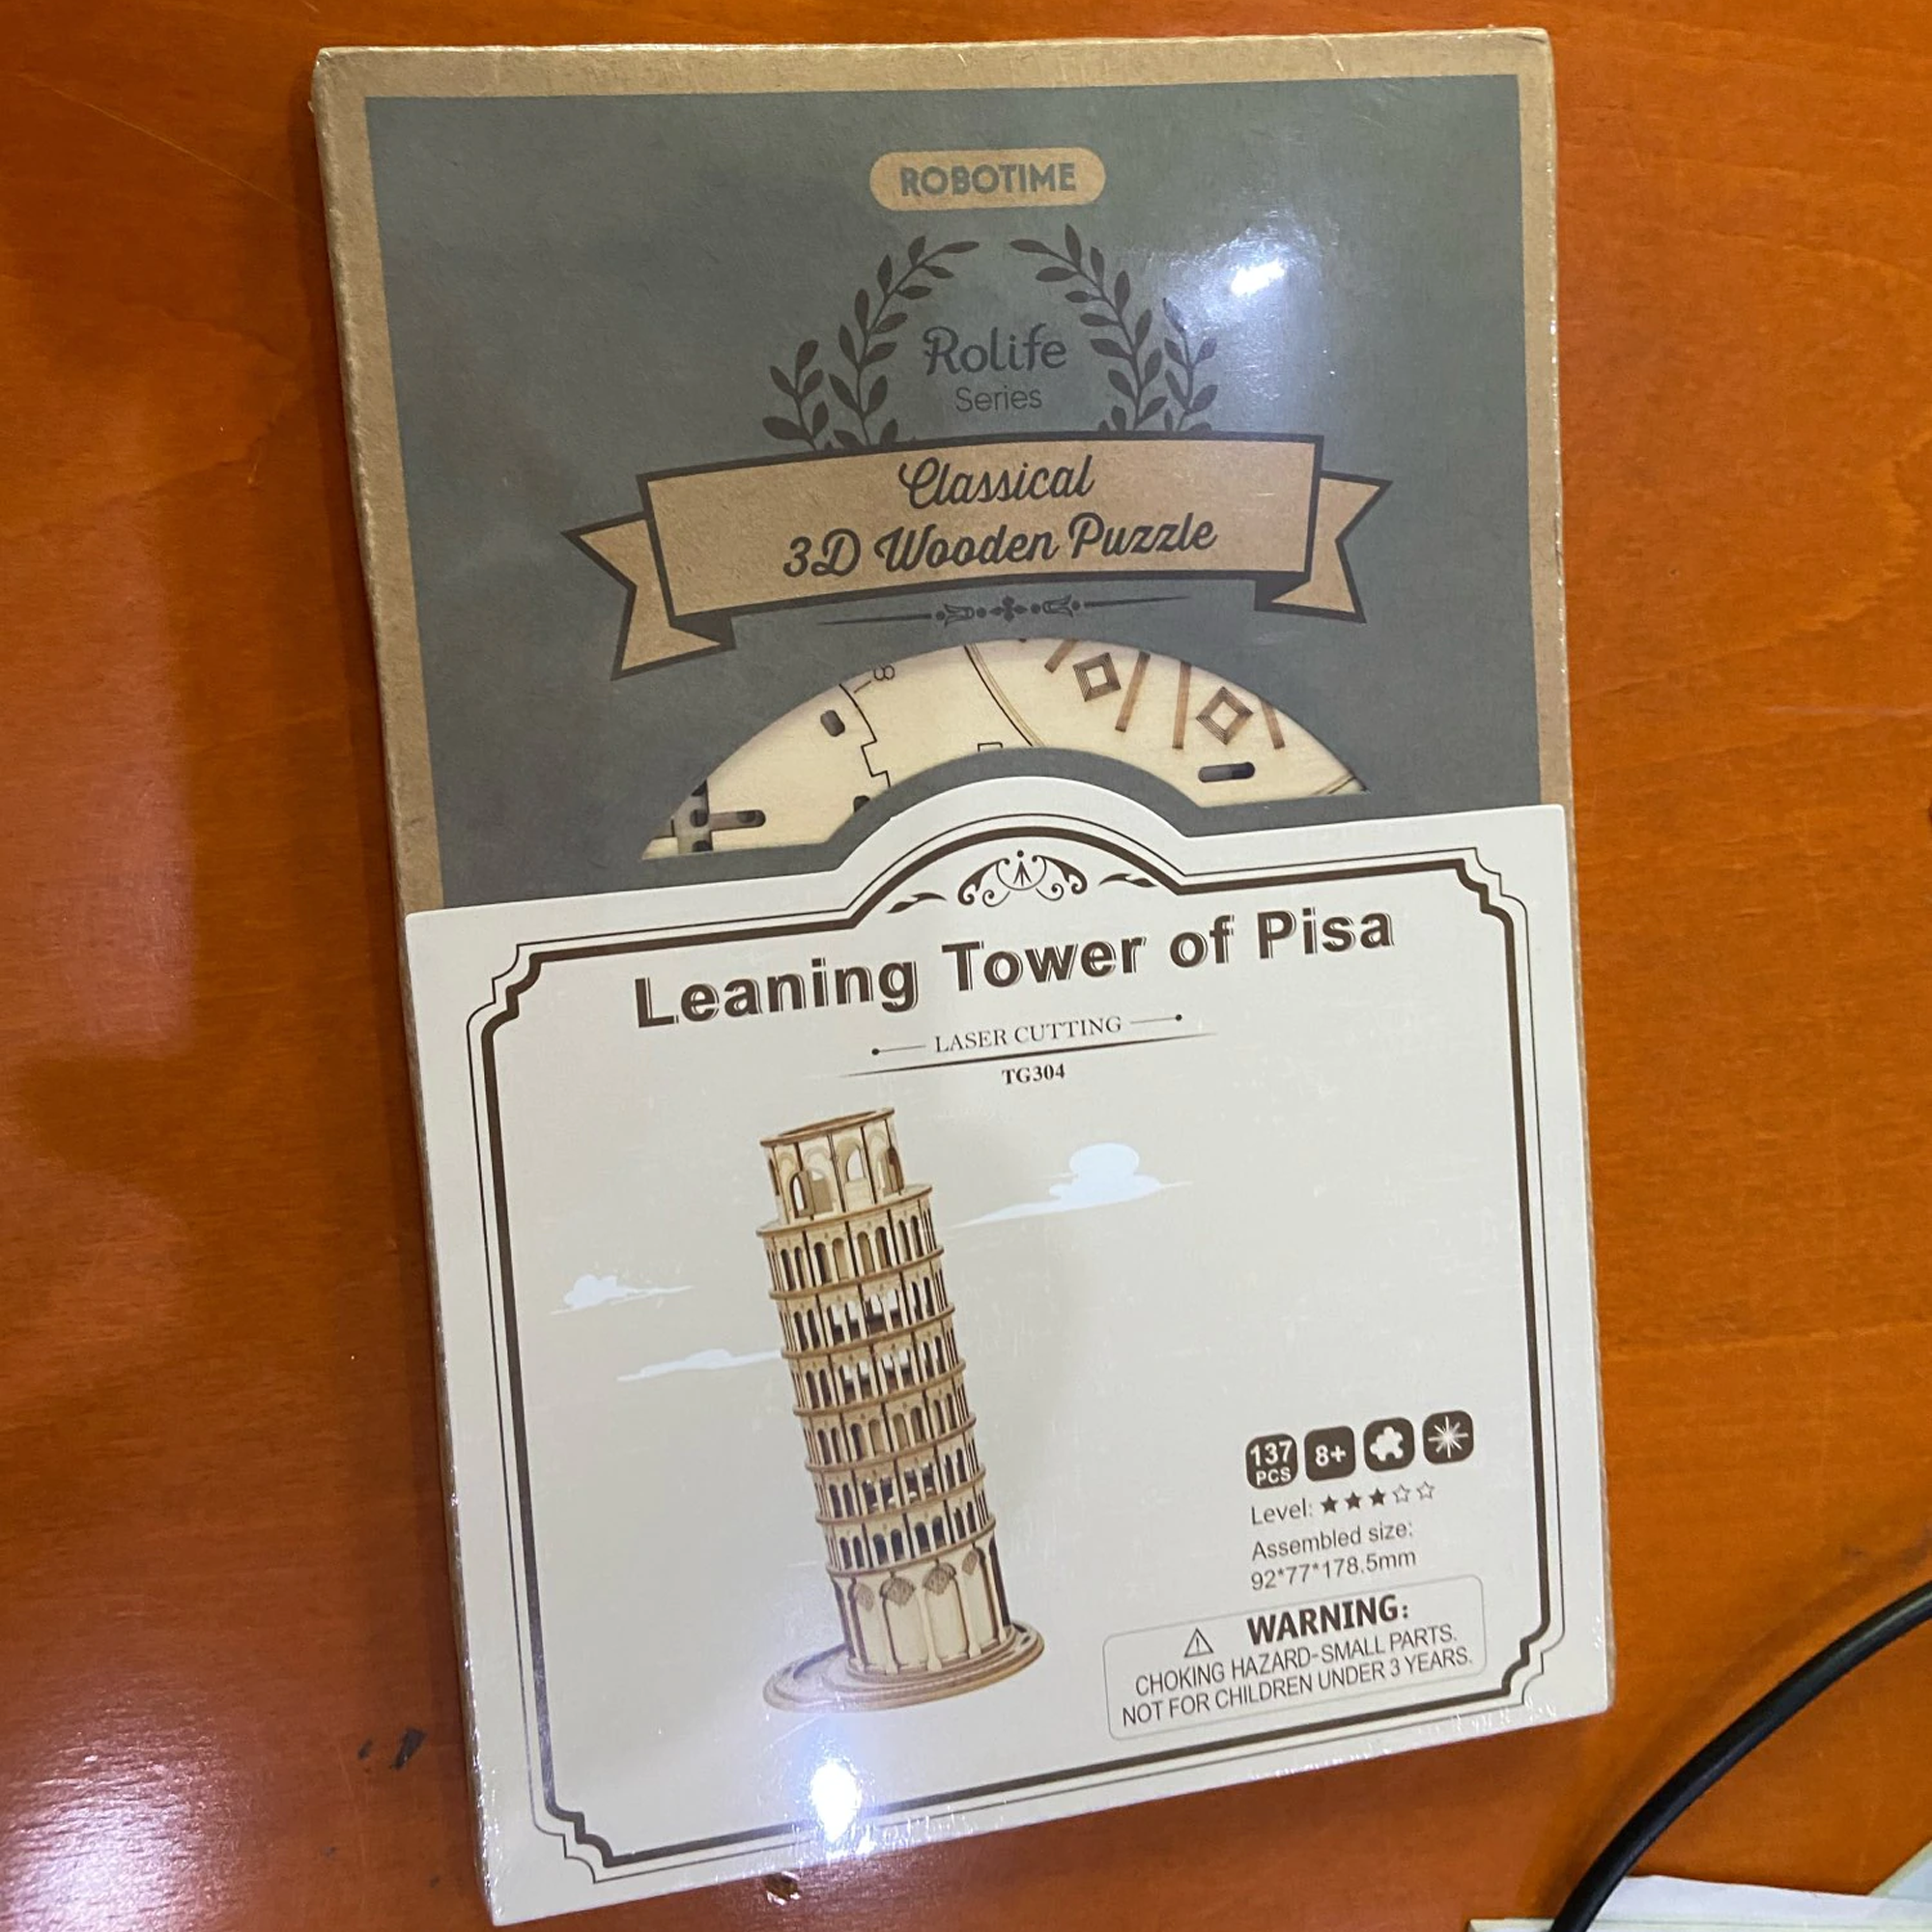 ROBOTIME
Rolife
Series
Classical
3D Wooden Puzzle
8
Leaning Tower of Pisa
LASER CUTTING
TG304
137
PCS
8+
Level: ★★★☆☆
Assembled size:
92*77*178.5mm
WARNING:
CHOKING HAZARD-SMALL PARTS.
NOT FOR CHILDREN UNDER 3 YEARS.